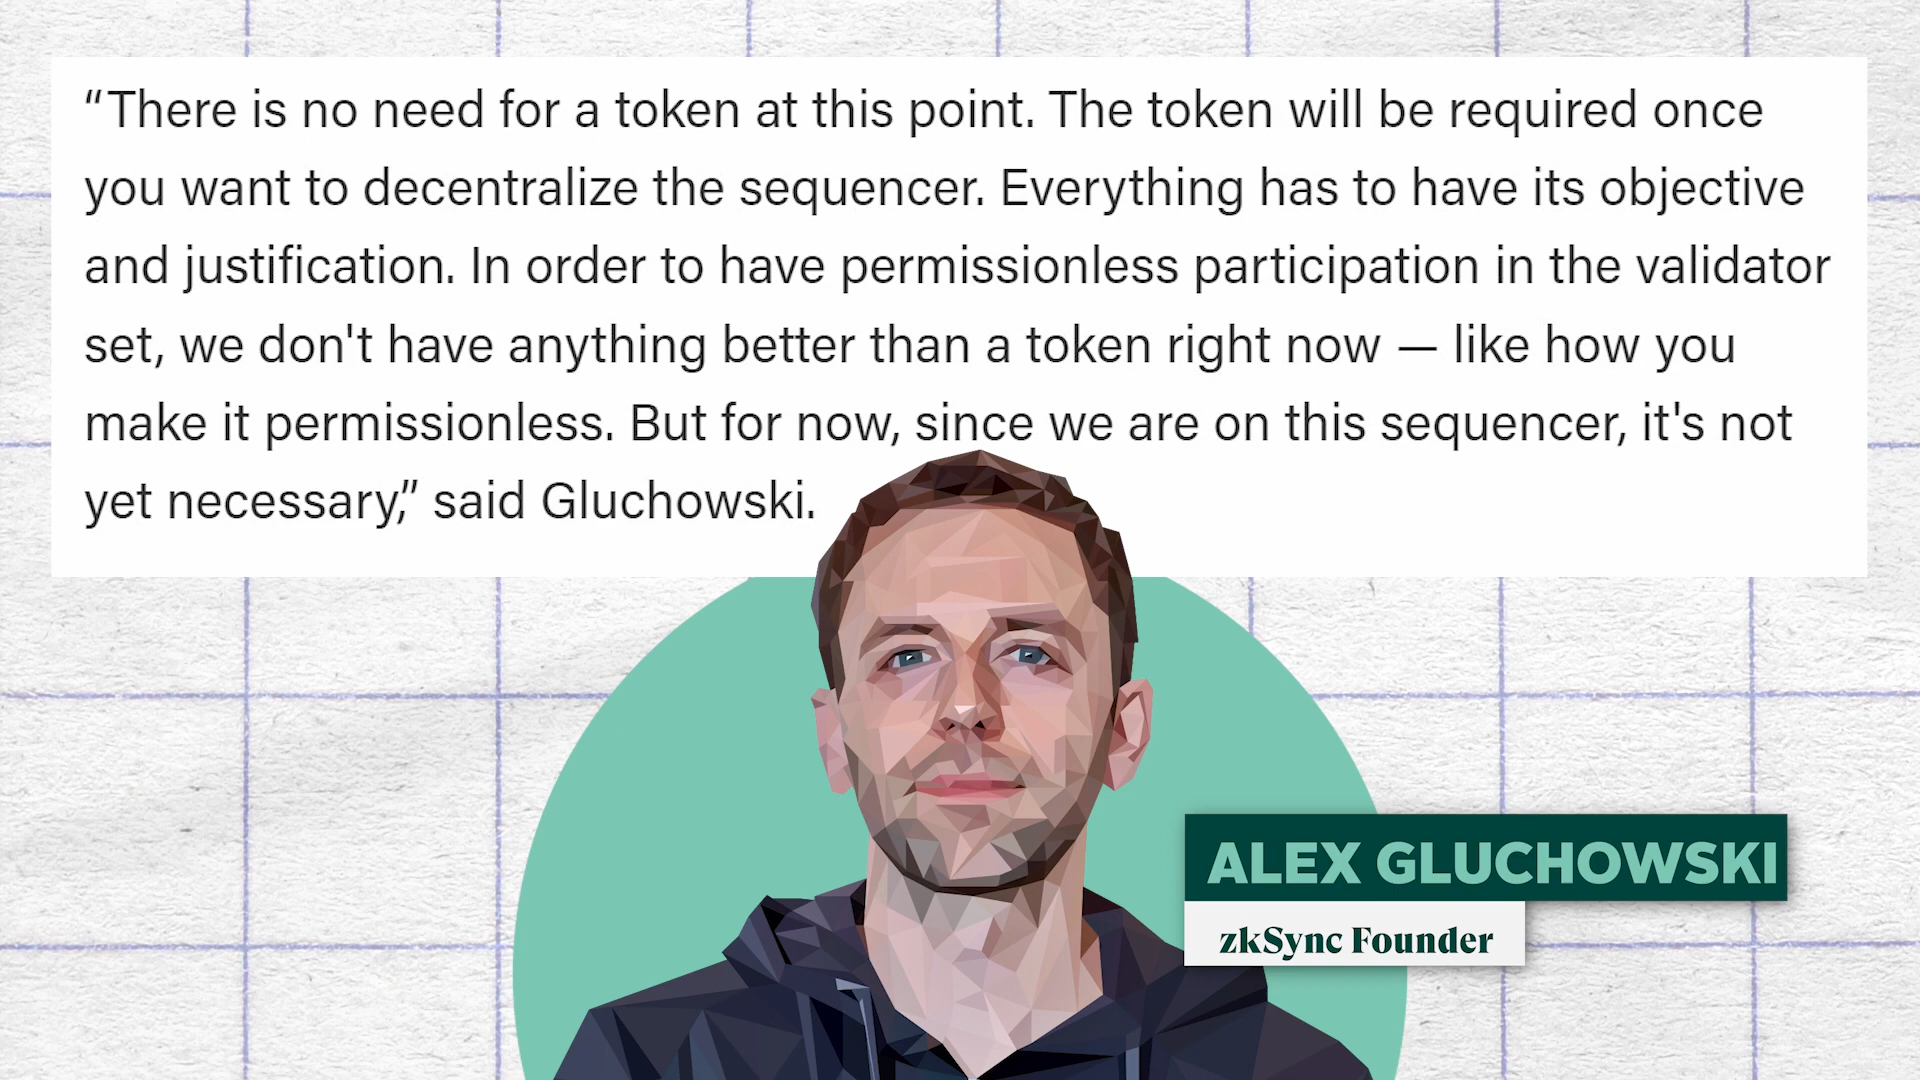 “There is no need for a token at this point. The token will be required once
you want to decentralize the sequencer. Everything has to have its objective
and justification. In order to have permissionless participation in the validator
set, we don't have anything better than a token right now — like how you
make it permissionless. But for now, since we are on this sequencer, it's not
yet necessary,” said Gluchowski.
ALEX GLUCHOWSKI
zkSync Founder